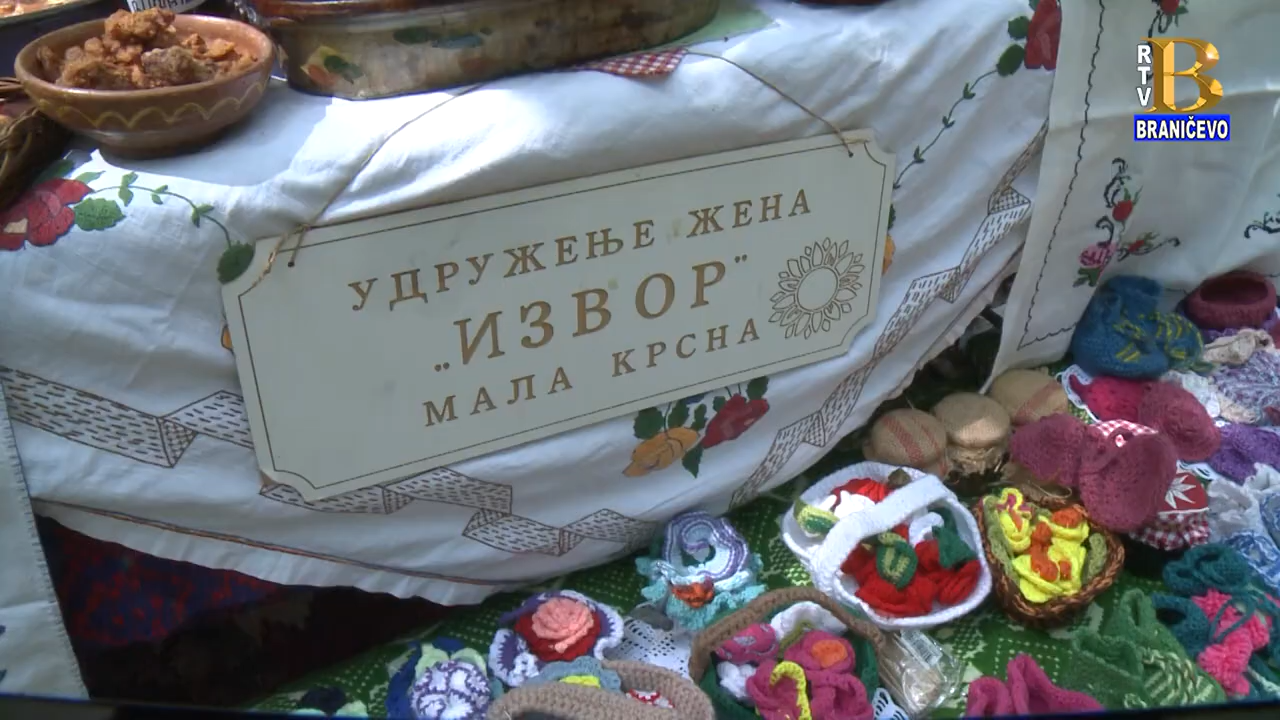 УДРУЖЕЊЕ ЖЕНА
„ИЗВОР”
МАЛА КРСНА
RTV
B
BRANIČEVO